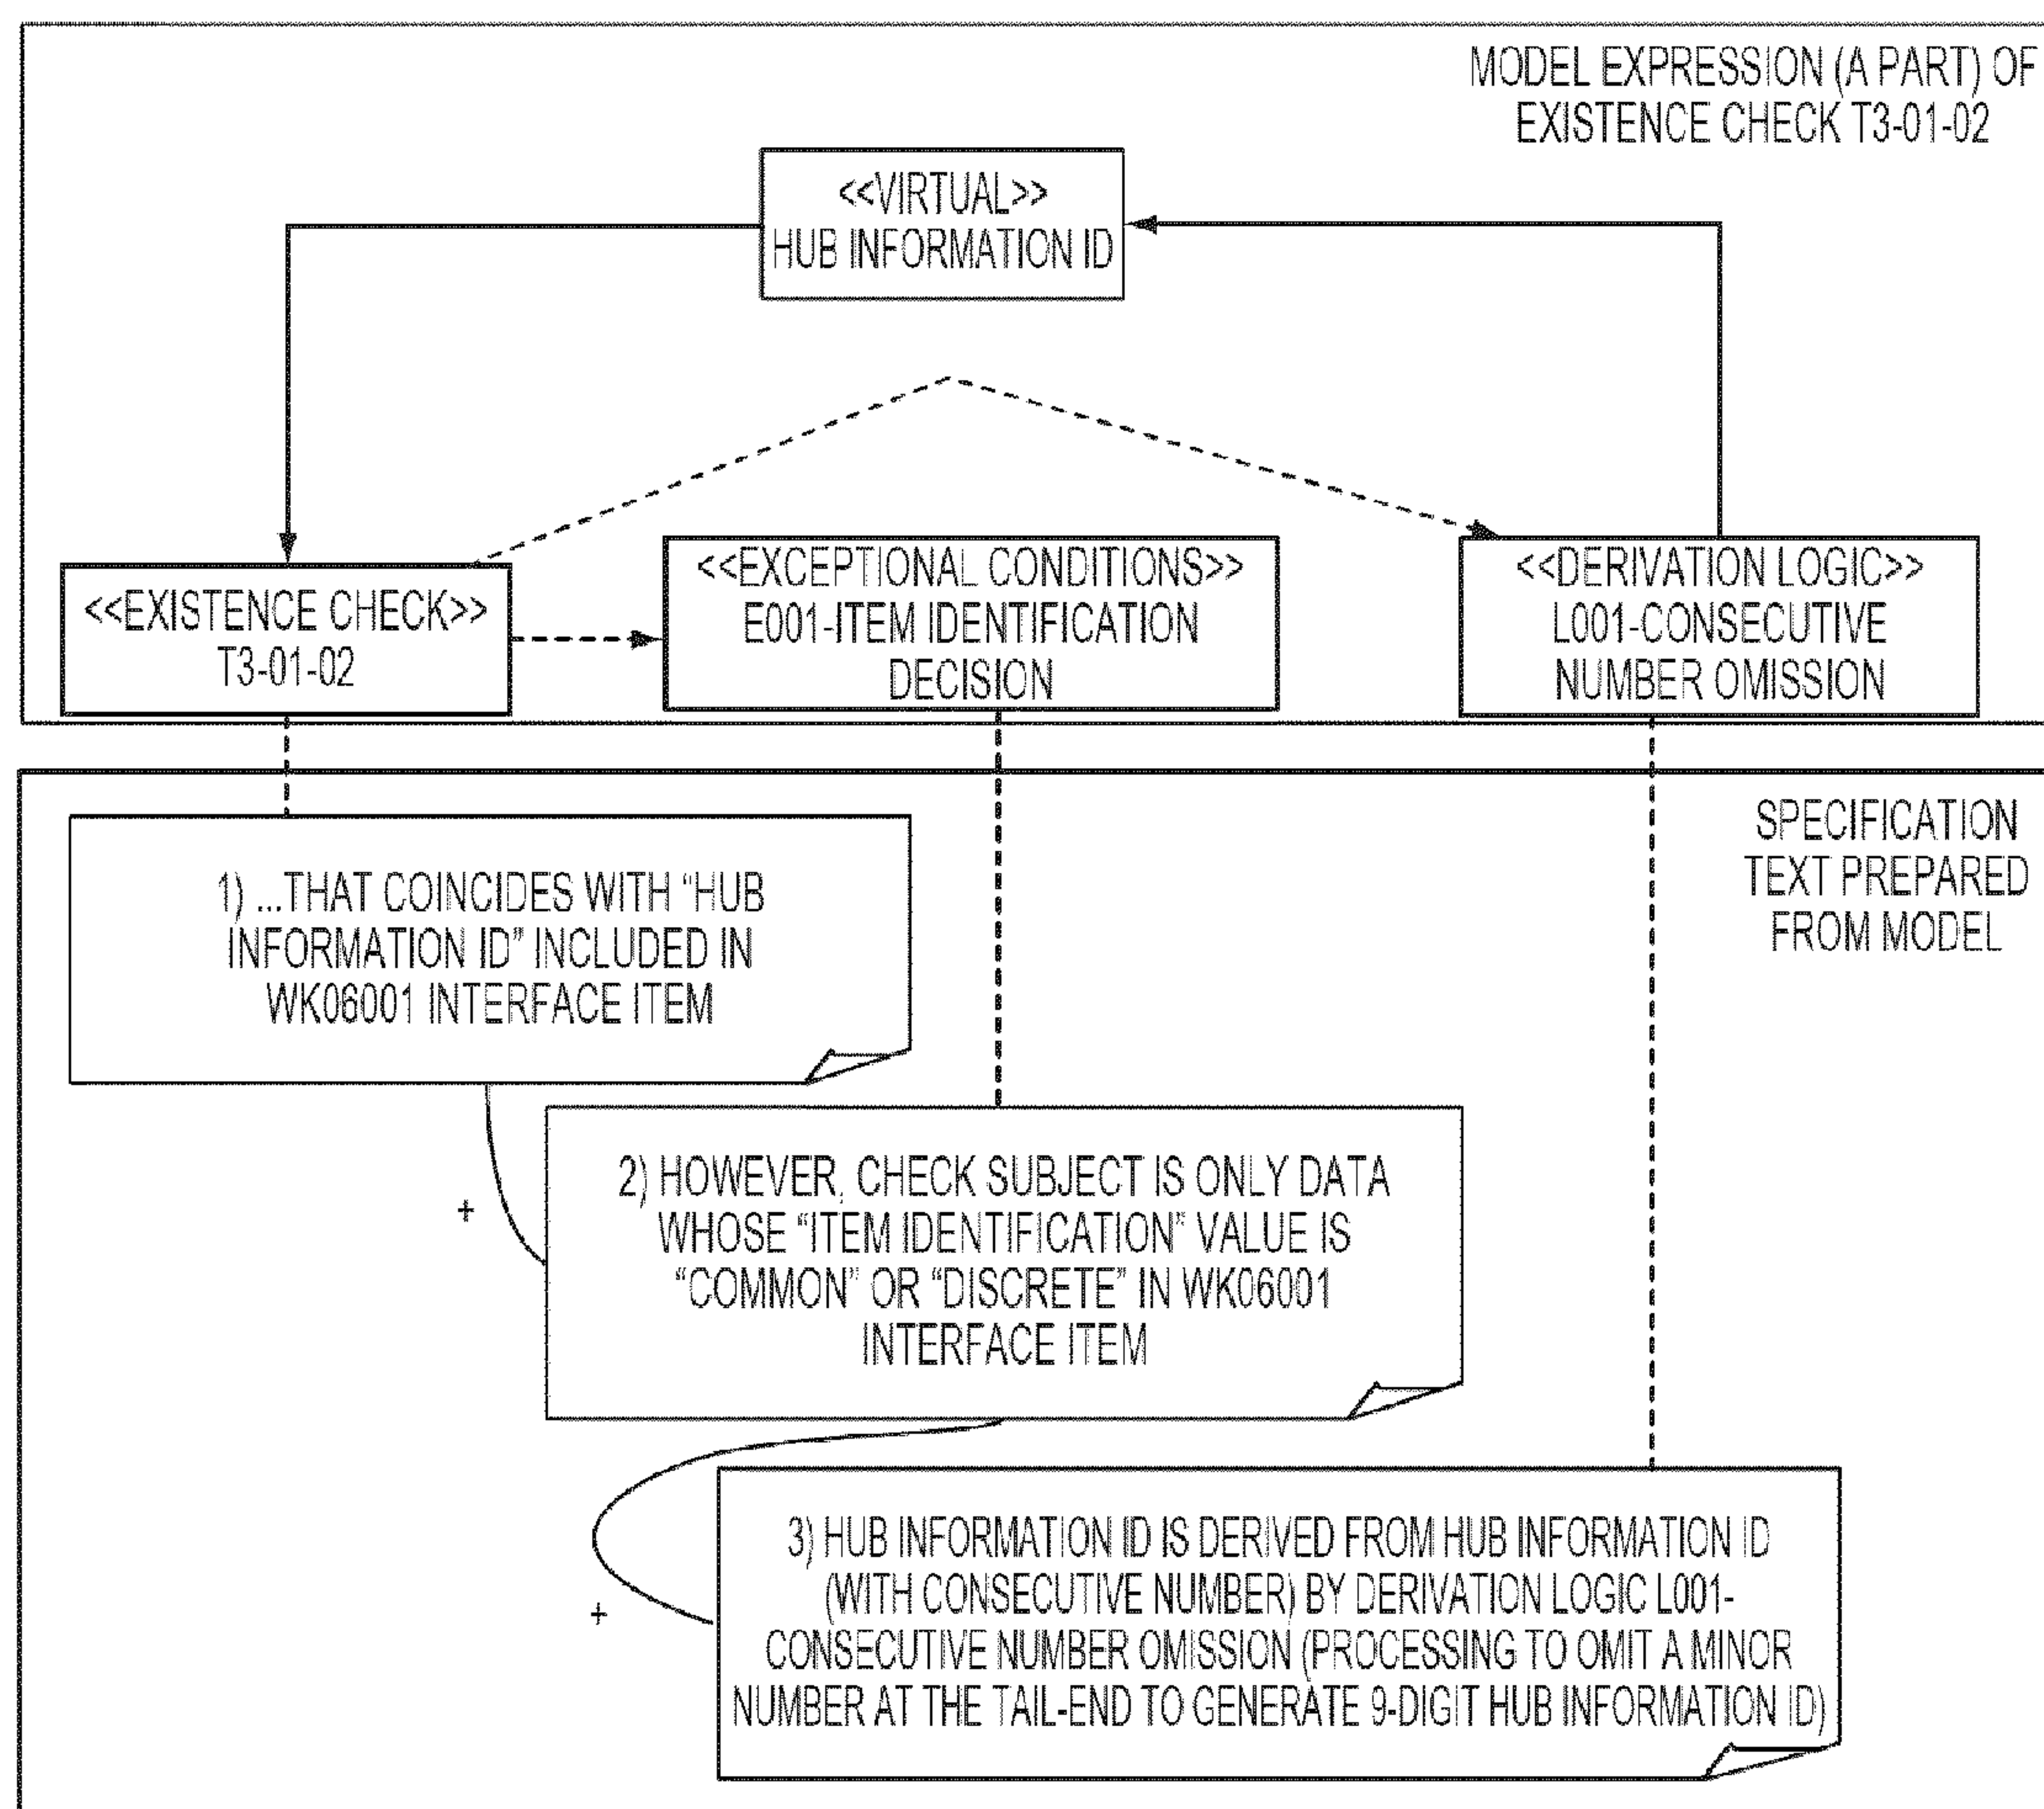 MODEL EXPRESSION (A PART) OF
EXISTENCE CHECK T3-01-02
<<VIRTUAL>>
HUB INFORMATION ID
<<EXISTENCE CHECK>>
T3-01-02
<<EXCEPTIONAL CONDITIONS>>
E001-ITEM IDENTIFICATION
DECISION
<<DERIVATION LOGIC>>
L001-CONSECUTIVE
NUMBER OMISSION
SPECIFICATION
TEXT PREPARED
FROM MODEL
1) ...THAT COINCIDES WITH “HUB
INFORMATION ID” INCLUDED IN
WK06001 INTERFACE ITEM
+
2) HOWEVER, CHECK SUBJECT IS ONLY DATA
WHOSE “ITEM IDENTIFICATION” VALUE IS
“COMMON” OR “DISCRETE” IN WK06001
INTERFACE ITEM
+
3) HUB INFORMATION ID IS DERIVED FROM HUB INFORMATION ID
(WITH CONSECUTIVE NUMBER) BY DERIVATION LOGIC L001-
CONSECUTIVE NUMBER OMISSION (PROCESSING TO OMIT A MINOR
NUMBER AT THE TAIL-END TO GENERATE 9-DIGIT HUB INFORMATION ID)